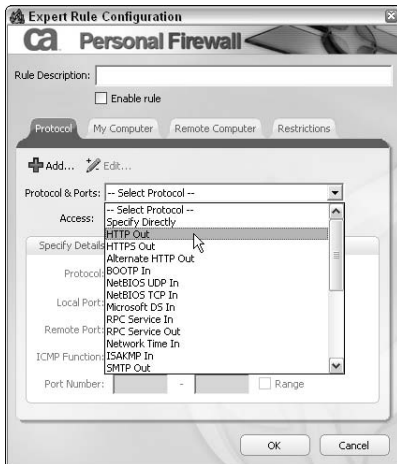 Expert Rule Configuration
ca Personal Firewall
Rule Description:
Enable rule
Protocol My Computer Remote Computer Restrictions
Add... Edit...
Protocol & Ports: -- Select Protocol --
Access:
-- Select Protocol --
Specify Directly
HTTP Out
HTTPS Out
Alternate HTTP Out
BOOTP In
NetBIOS UDP In
NetBIOS TCP In
Microsoft DS In
RPC Service In
RPC Service Out
Network Time In
ISAKMP In
SMTP Out
Specify Details
Protocol:
Local Port:
Remote Port:
ICMP Function:
Port Number: - Range
OK Cancel